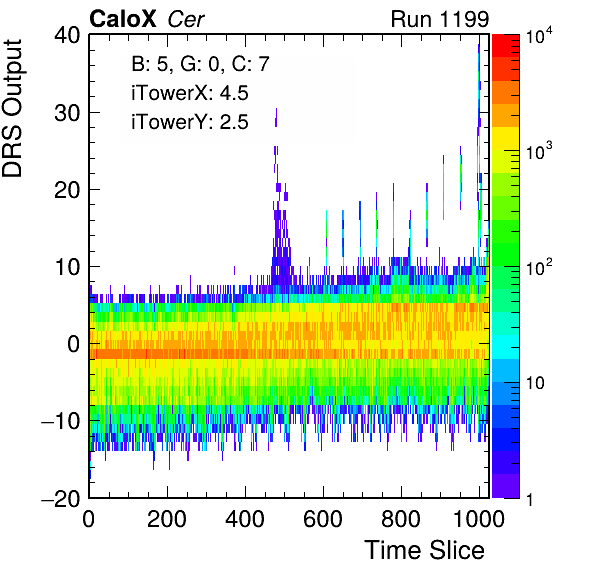 CaloX Cer Run 1199
DRS Output
B: 5, G: 0, C: 7
iTowerX: 4.5
iTowerY: 2.5
40
30
20
10
0
−10
−20
0 200 400 600 800 1000
Time Slice
10^4
10^3
10^2
10
1